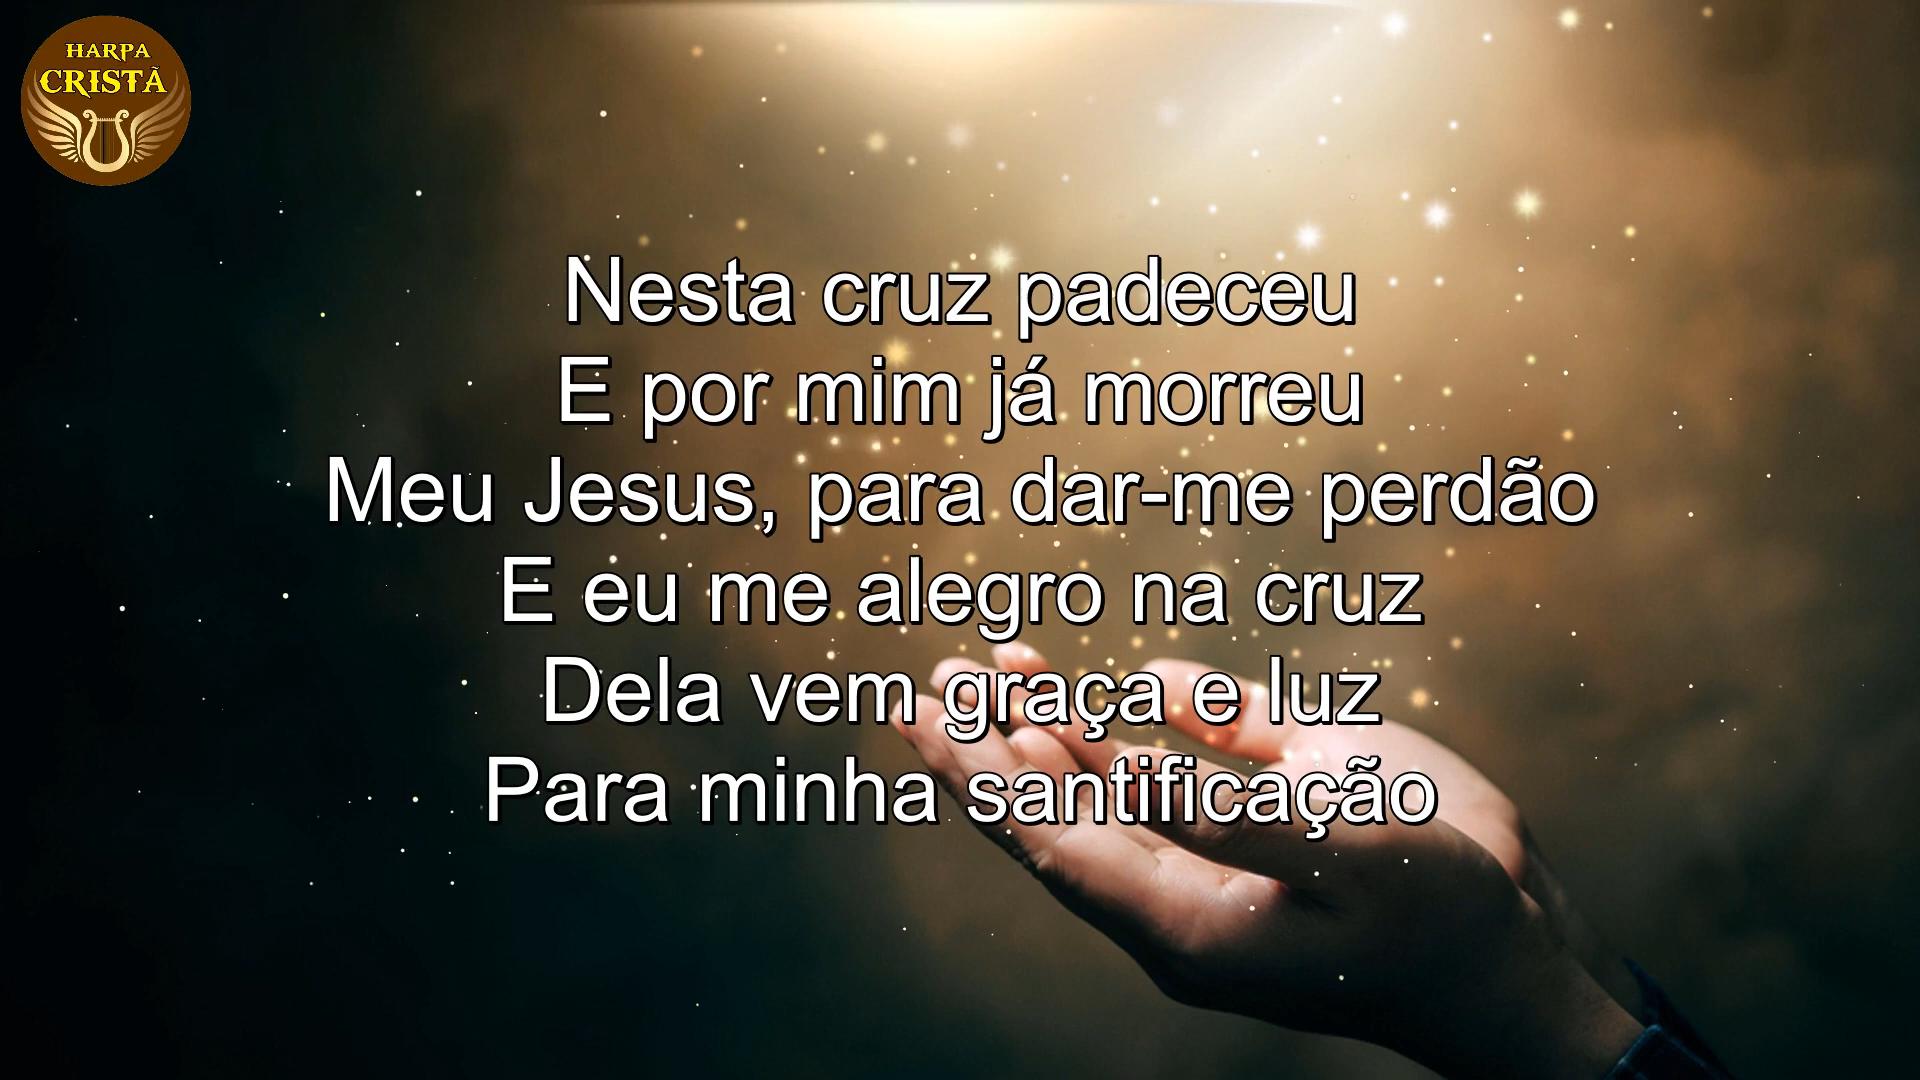 HARPA
CRISTÃ
Nesta cruz padeceu
E por mim já morreu
Meu Jesus, para dar-me perdão
E eu me alegro na cruz
Dela vem graça e luz
Para minha santificação